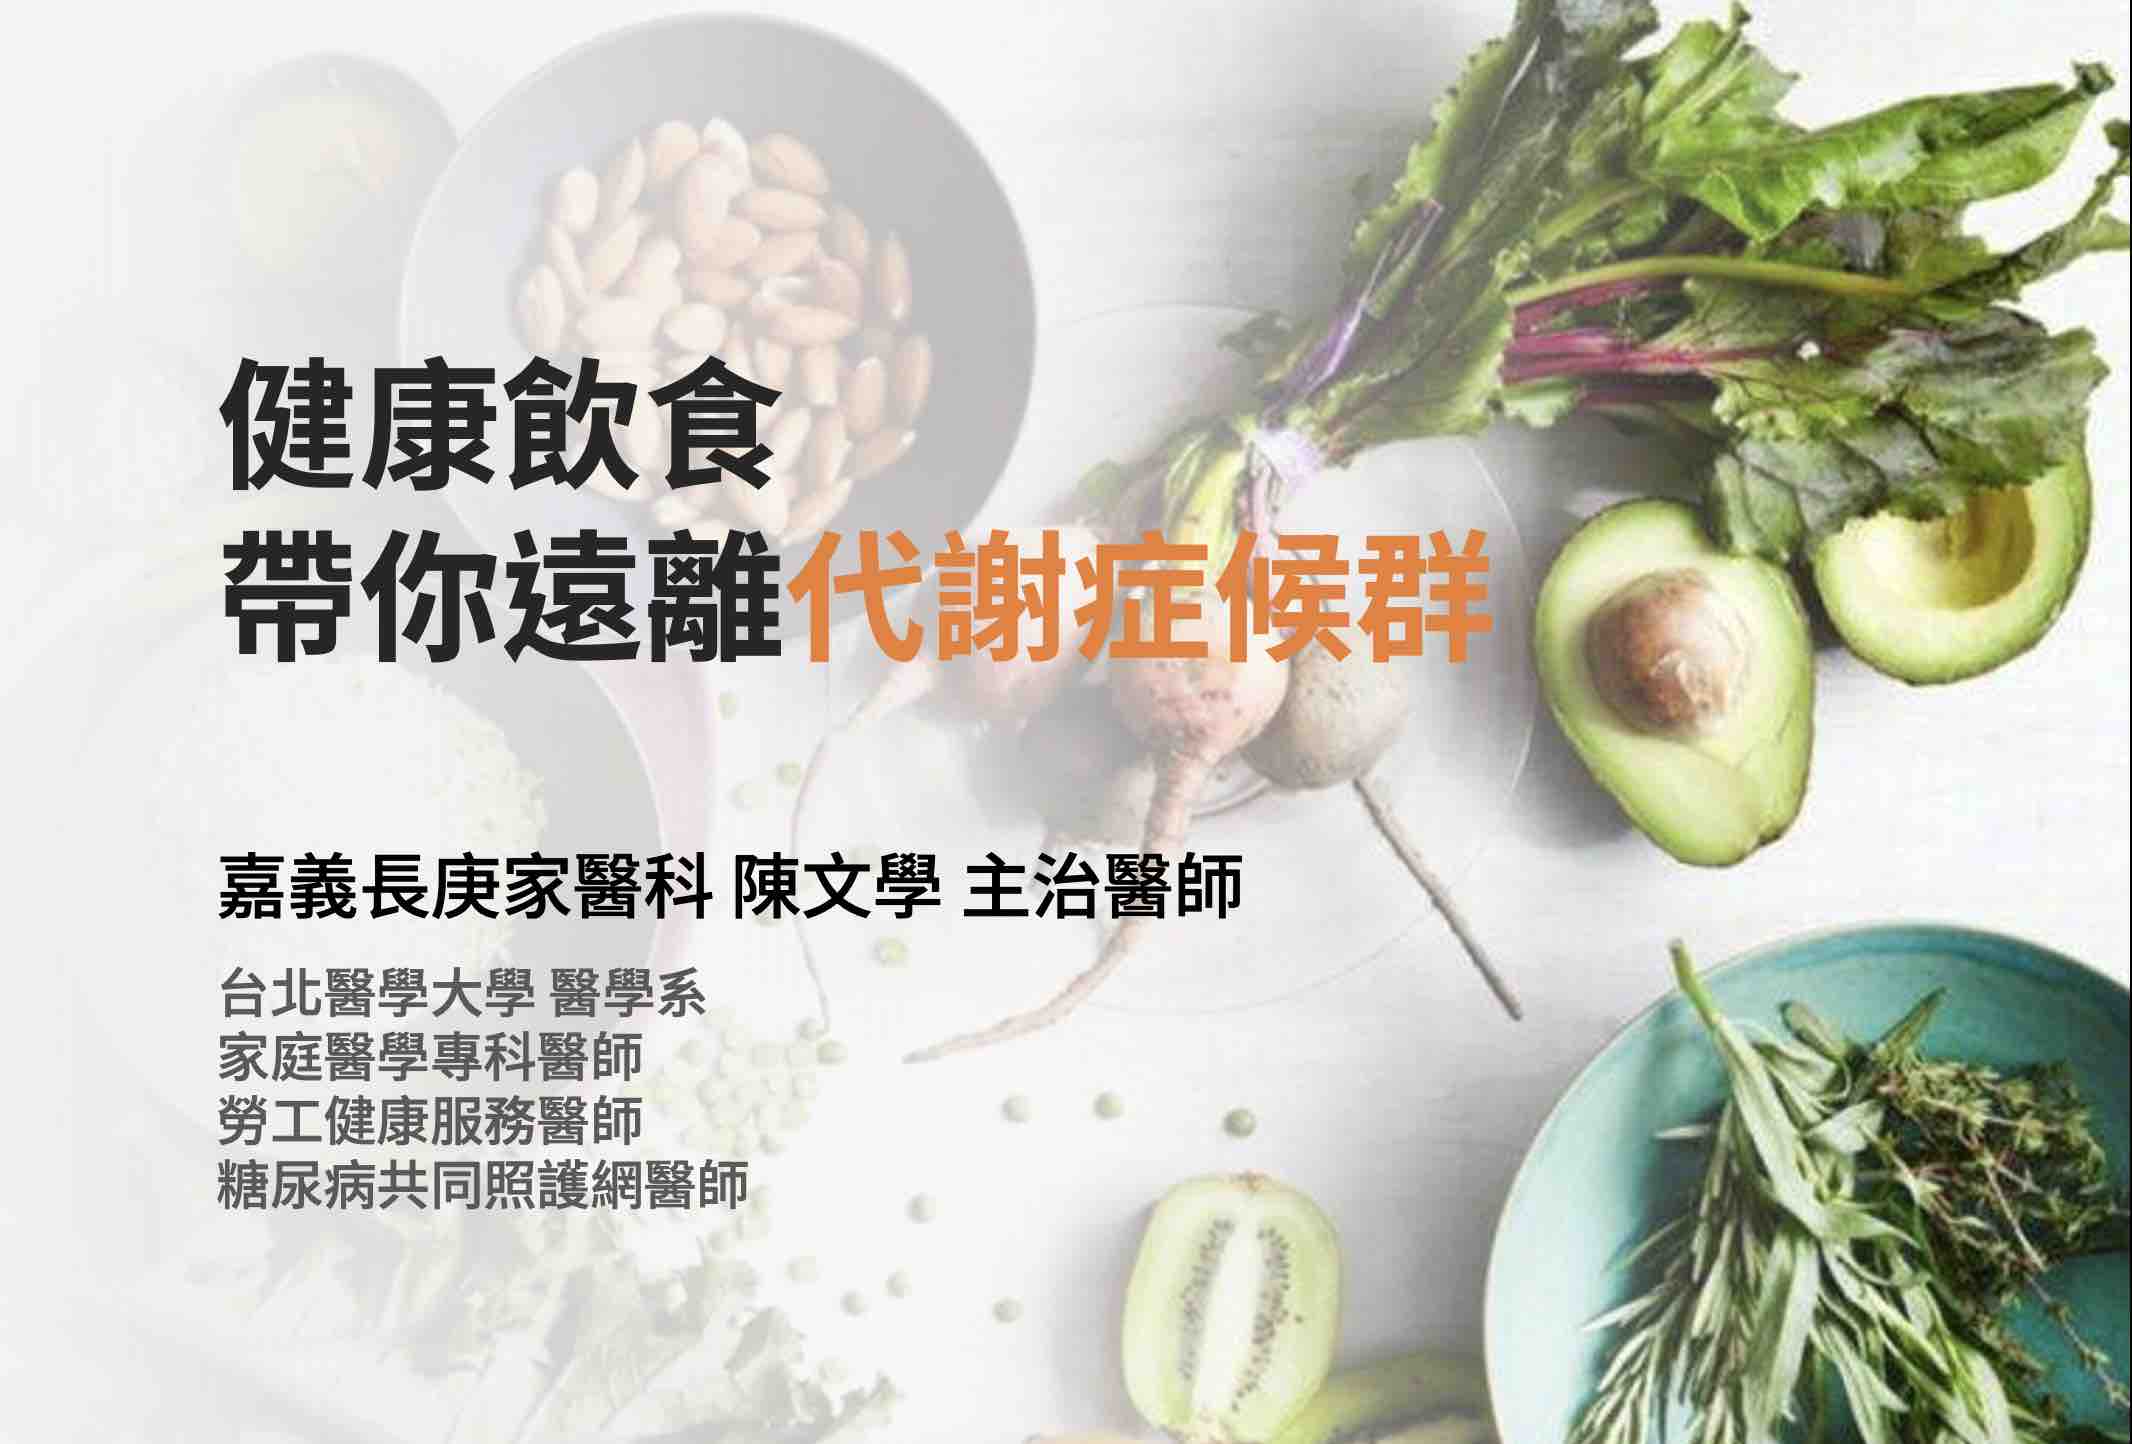 健康飲食
帶你遠離代謝症候群
嘉義長庚家醫科 陳文學 主治醫師
台北醫學大學 醫學系
家庭醫學專科醫師
勞工健康服務醫師
糖尿病共同照護網醫師